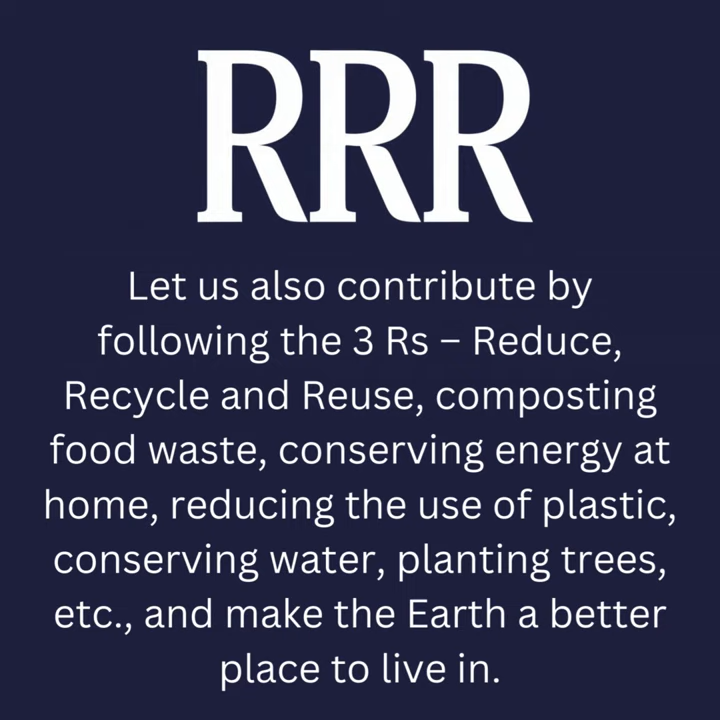 RRR
Let us also contribute by
following the 3 Rs – Reduce,
Recycle and Reuse, composting
food waste, conserving energy at
home, reducing the use of plastic,
conserving water, planting trees,
etc., and make the Earth a better
place to live in.